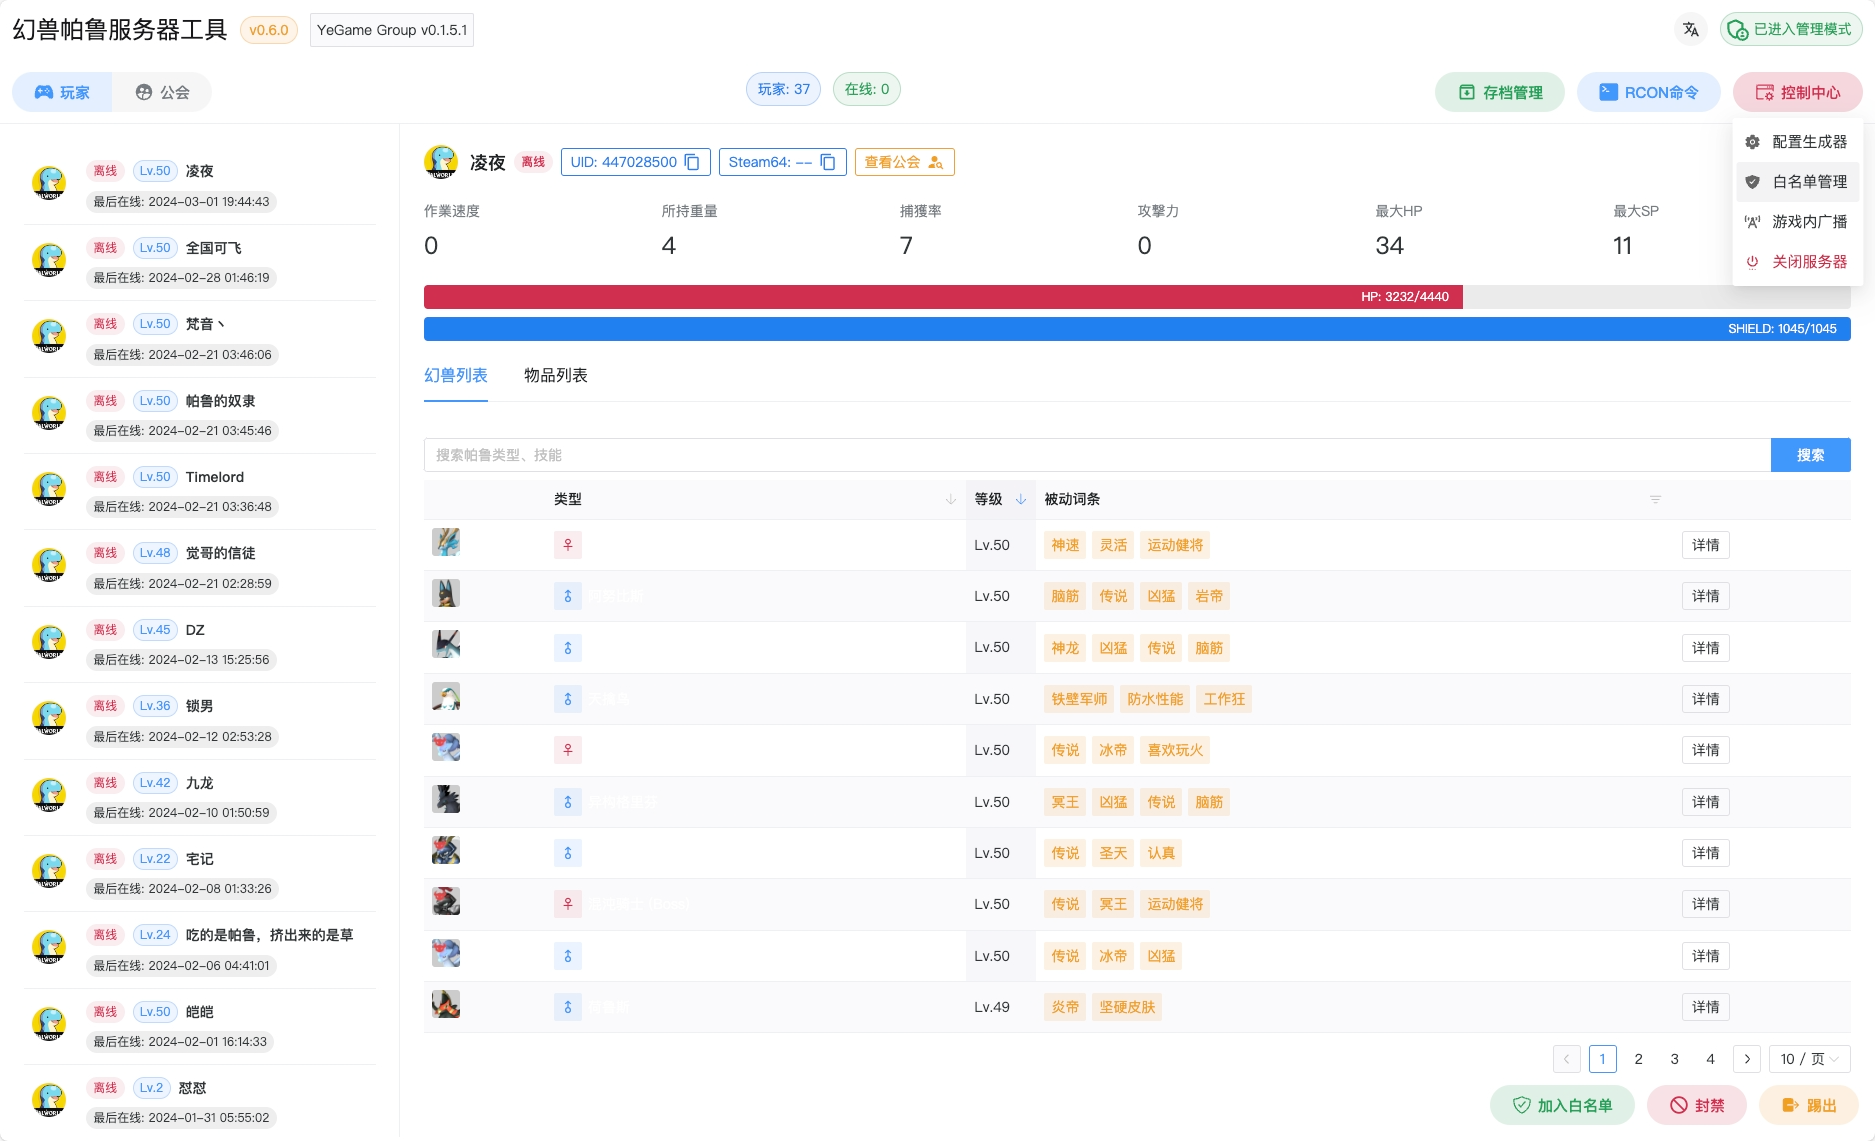 幻兽帕鲁服务器工具 v0.6.0 YeGame Group v0.1.5.1 已进入管理模式
玩家 公会 玩家: 37 在线: 0 存档管理 RCON命令 控制中心
配置生成器
白名单管理
游戏内广播
关闭服务器
离线 Lv.50 凌夜
最后在线: 2024-03-01 19:44:43
离线 Lv.50 全国可飞
最后在线: 2024-02-28 01:46:19
离线 Lv.50 梵音丶
最后在线: 2024-02-21 03:46:06
离线 Lv.50 帕鲁的奴隶
最后在线: 2024-02-21 03:45:46
离线 Lv.50 Timelord
最后在线: 2024-02-21 03:36:48
离线 Lv.48 觉哥的信徒
最后在线: 2024-02-21 02:28:59
离线 Lv.45 DZ
最后在线: 2024-02-13 15:25:56
离线 Lv.36 锁男
最后在线: 2024-02-12 02:53:28
离线 Lv.42 九龙
最后在线: 2024-02-10 01:50:59
离线 Lv.22 宅记
最后在线: 2024-02-08 01:33:26
离线 Lv.24 吃的是帕鲁，挤出来的是草
最后在线: 2024-02-06 04:41:01
离线 Lv.50 皑皑
最后在线: 2024-02-01 16:14:33
离线 Lv.2 怼怼
最后在线: 2024-01-31 05:55:02
凌夜 离线 UID: 447028500 Steam64: -- 查看公会
作業速度 所持重量 捕獲率 攻撃力 最大HP 最大SP
0 4 7 0 34 11
HP: 3232/4440
SHIELD: 1045/1045
幻兽列表 物品列表
搜索帕鲁类型、技能 搜索
类型 等级 被动词条
♀ Lv.50 神速 灵活 运动健将 详情
♂ Lv.50 脑筋 传说 凶猛 岩帝 详情
♂ Lv.50 神龙 凶猛 传说 脑筋 详情
♂ Lv.50 铁壁军师 防水性能 工作狂 详情
♀ Lv.50 传说 冰帝 喜欢玩火 详情
♂ Lv.50 冥王 凶猛 传说 脑筋 详情
♂ Lv.50 传说 圣天 认真 详情
♀ Lv.50 传说 冥王 运动健将 详情
♂ Lv.50 传说 冰帝 凶猛 详情
♂ Lv.49 炎帝 坚硬皮肤 详情
1 2 3 4 10 / 页
加入白名单 封禁 踢出